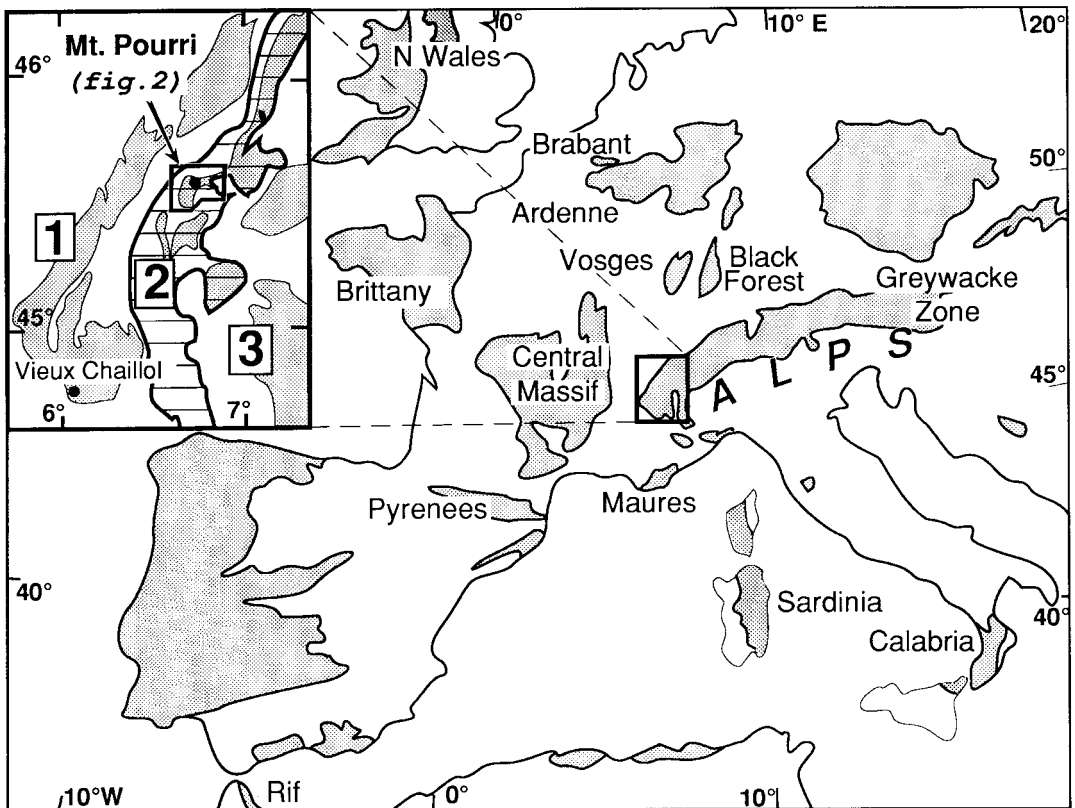 Mt. Pourri
(fig.2)
46°
1
2
45°
3
Vieux Chaillol
6°
7°
0°
10° E
20°
N Wales
Brabant
50°
Ardenne
Vosges
Black
Forest
Greywacke
Zone
Brittany
Central
Massif
ALPS
45°
Pyrenees
Maures
40°
Sardinia
40°
Calabria
10°W
Rif
0°
10°